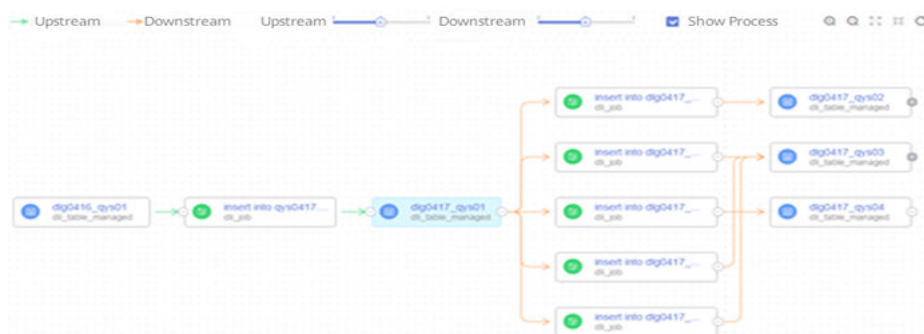 Upstream Downstream Upstream Downstream Show Process
insert into dlg0417_...
dli_job
dlg0417_qys02
dli_table_managed
insert into dlg0417_...
dli_job
dlg0417_qys03
dli_table_managed
dlg0416_qys01
dli_table_managed
insert into qys0417...
dli_job
dlg0417_qys01
dli_table_managed
insert into dlg0417_...
dli_job
dlg0417_qys04
dli_table_managed
insert into dlg0417_...
dli_job
insert into dlg0417_...
dli_job